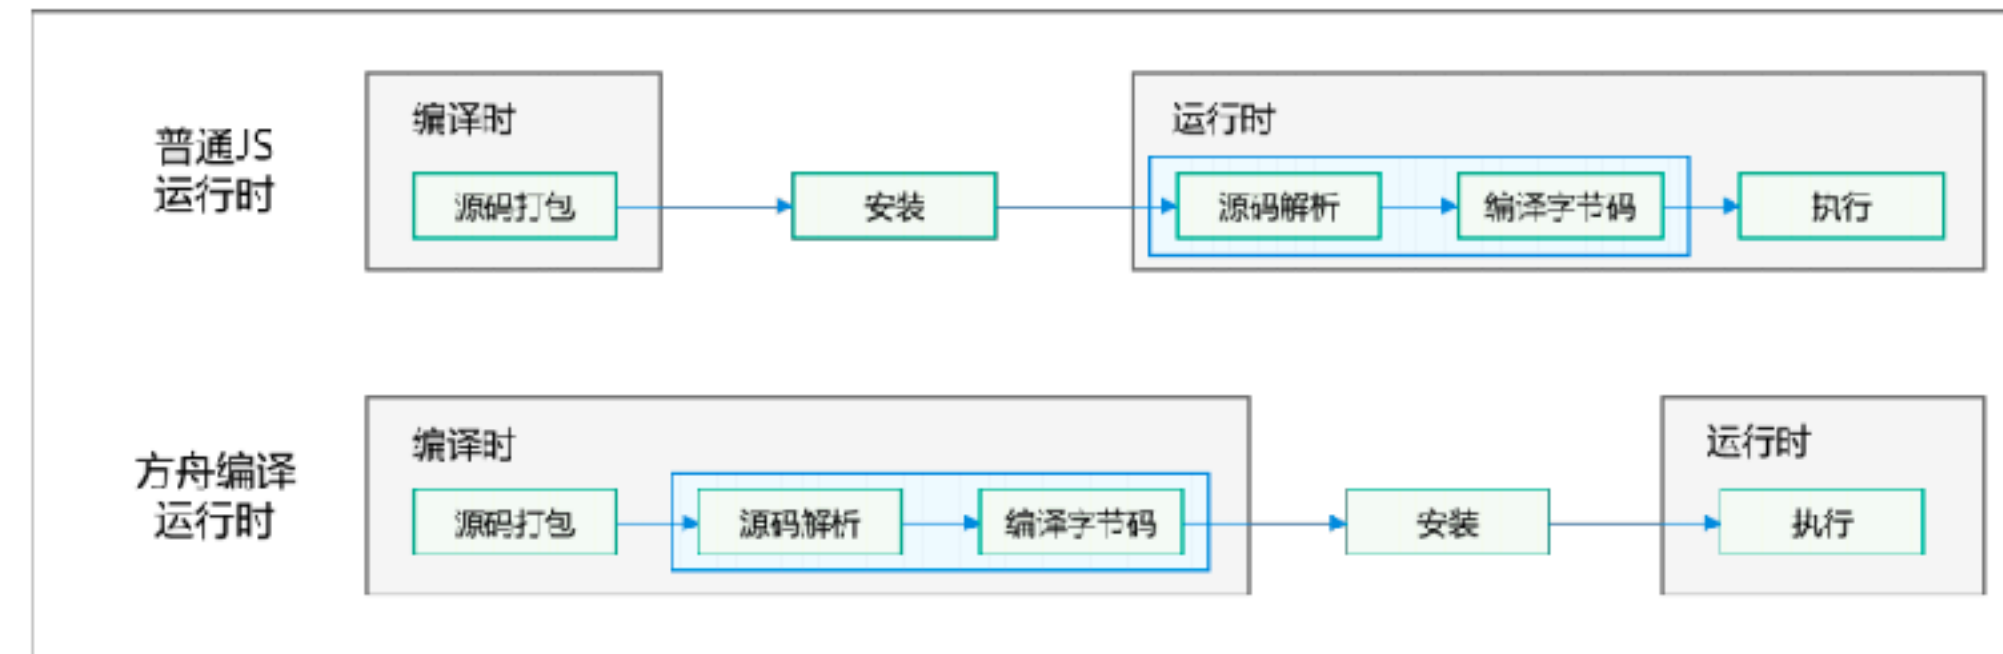 普通JS
运行时
编译时
源码打包
安装
运行时
源码解析
编译字节码
执行
方舟编译
运行时
编译时
源码打包
源码解析
编译字节码
安装
运行时
执行